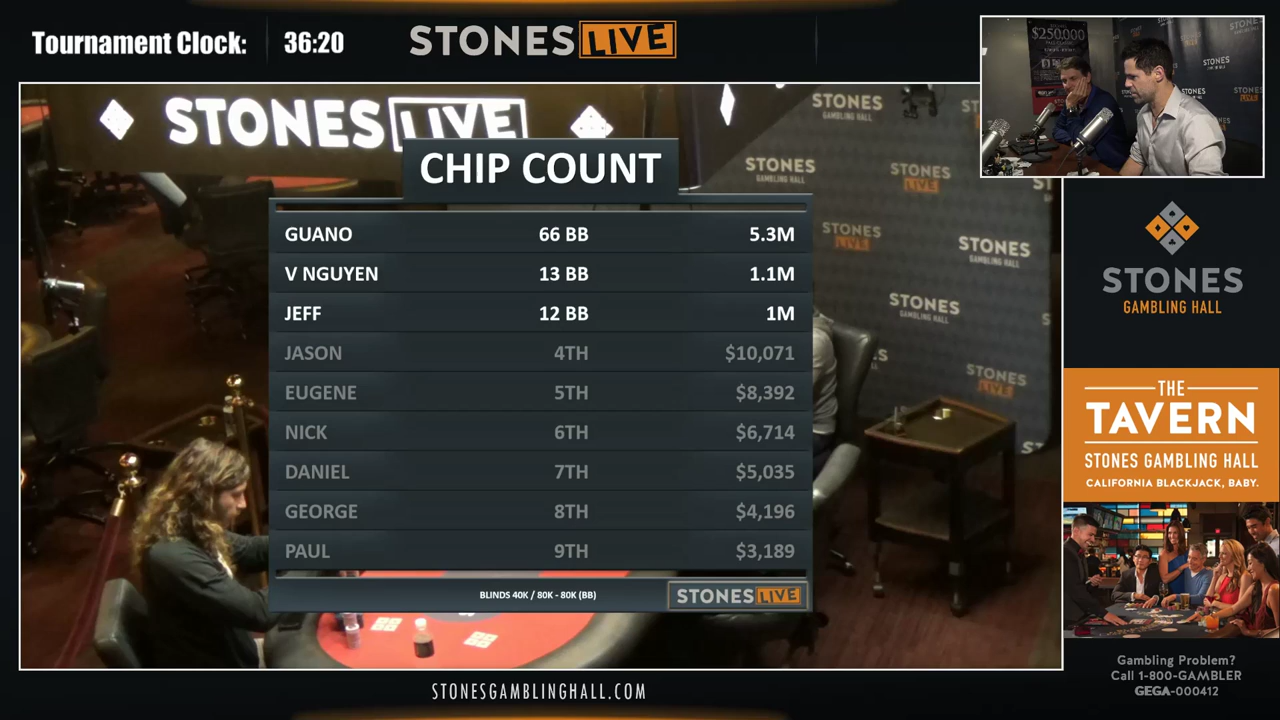 Tournament Clock: 36:20 STONES LIVE
$250,000
STONES LIVE
STONES GAMBLING HALL
CHIP COUNT
GUANO 66 BB 5.3M
V NGUYEN 13 BB 1.1M
JEFF 12 BB 1M
JASON 4TH $10,071
EUGENE 5TH $8,392
NICK 6TH $6,714
DANIEL 7TH $5,035
GEORGE 8TH $4,196
PAUL 9TH $3,189
BLINDS 40K / 80K - 80K (BB) STONES LIVE
STONES GAMBLING HALL
STONES LIVE
STONES LIVE
STONES GAMBLING HALL
STONES GAMBLING HALL
STONES LIVE
STONES
GAMBLING HALL
THE
TAVERN
STONES GAMBLING HALL
CALIFORNIA BLACKJACK, BABY.
Gambling Problem?
Call 1-800-GAMBLER
GEGA-000412
STONESGAMBLINGHALL.COM